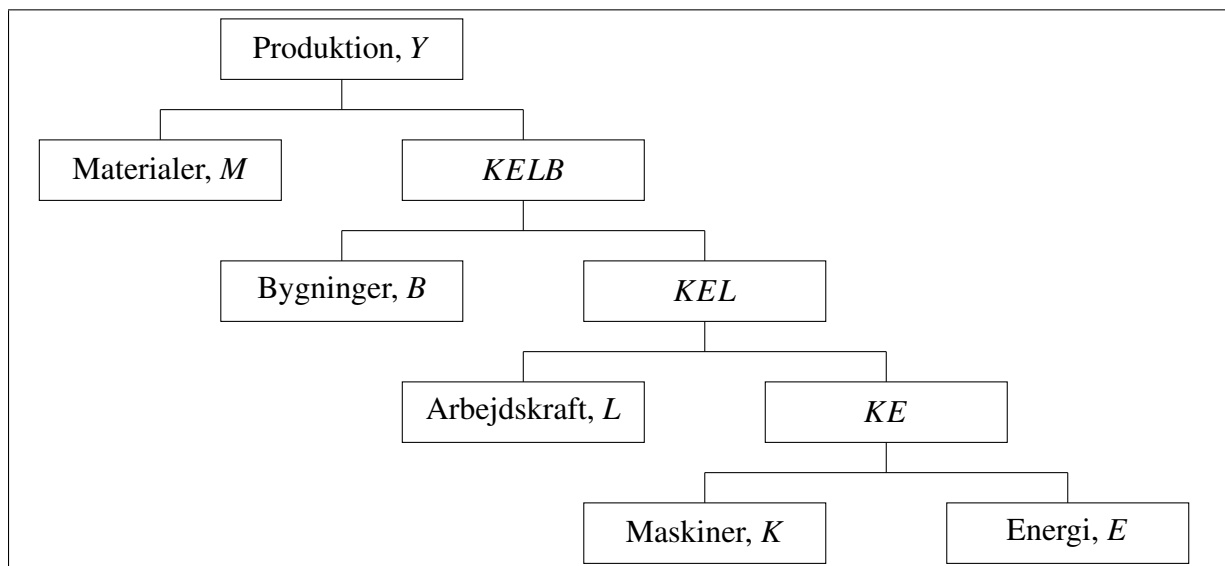 Produktion, Y
Materialer, M
KELB
Bygninger, B
KEL
Arbejdskraft, L
KE
Maskiner, K
Energi, E